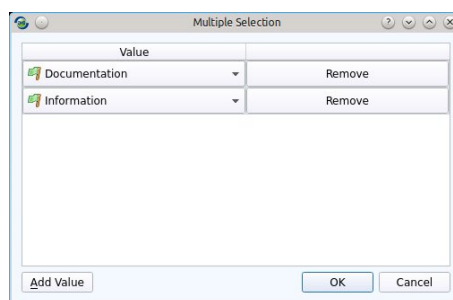 Multiple Selection
Value
Documentation Remove
Information Remove
Add Value OK Cancel